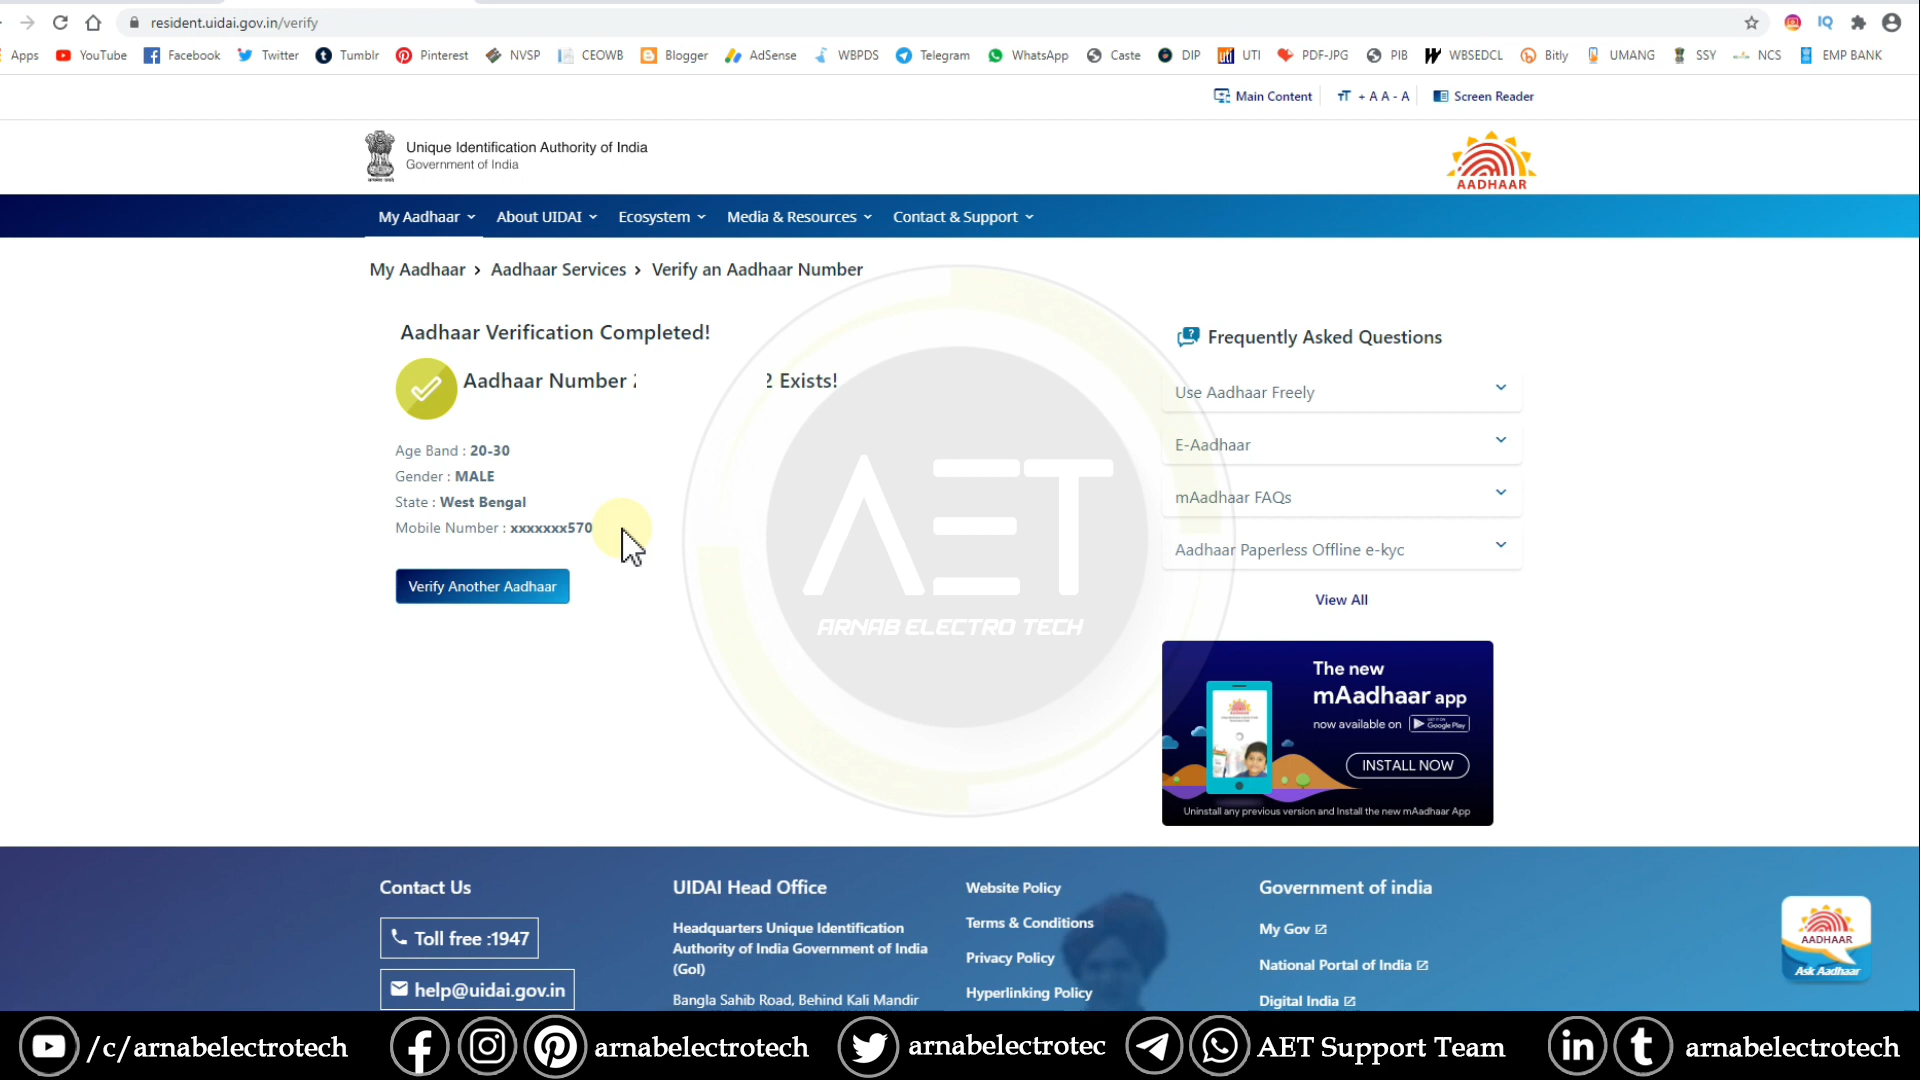 resident.uidai.gov.in/verify
Apps YouTube Facebook Twitter Tumblr Pinterest NVSP CEOWB Blogger AdSense WBPDS Telegram WhatsApp Caste DIP UTI PDF-JPG PIB WBSEDCL Bitly UMANG SSY NCS EMP BANK
Main Content + A A - A Screen Reader
Unique Identification Authority of India
Government of India
AADHAAR
My Aadhaar About UIDAI Ecosystem Media & Resources Contact & Support
My Aadhaar › Aadhaar Services › Verify an Aadhaar Number
Aadhaar Verification Completed!
Aadhaar Number 2 2 Exists!
Age Band : 20-30
Gender : MALE
State : West Bengal
Mobile Number : xxxxxxx570
Verify Another Aadhaar
AET
ARNAB ELECTRO TECH
Frequently Asked Questions
Use Aadhaar Freely
E-Aadhaar
mAadhaar FAQs
Aadhaar Paperless Offline e-kyc
View All
The new
mAadhaar app
now available on GET IT ON Google Play
INSTALL NOW
Uninstall any previous version and Install the new mAadhaar App
Contact Us
Toll free :1947
help@uidai.gov.in
UIDAI Head Office
Headquarters Unique Identification
Authority of India Government of India
(GoI)
Bangla Sahib Road, Behind Kali Mandir
Website Policy
Terms & Conditions
Privacy Policy
Hyperlinking Policy
Government of india
My Gov
National Portal of India
Digital India
AADHAAR
Ask Aadhaar
/c/arnabelectrotech arnabelectrotech arnabelectrotec AET Support Team arnabelectrotech